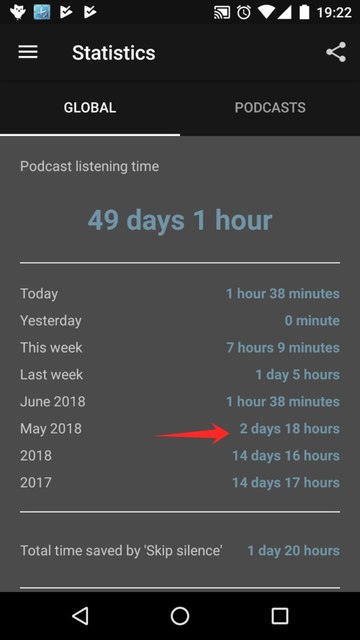 19:22
Statistics
GLOBAL PODCASTS
Podcast listening time
49 days 1 hour
Today 1 hour 38 minutes
Yesterday 0 minute
This week 7 hours 9 minutes
Last week 1 day 5 hours
June 2018 1 hour 38 minutes
May 2018 2 days 18 hours
2018 14 days 16 hours
2017 14 days 17 hours
Total time saved by 'Skip silence' 1 day 20 hours